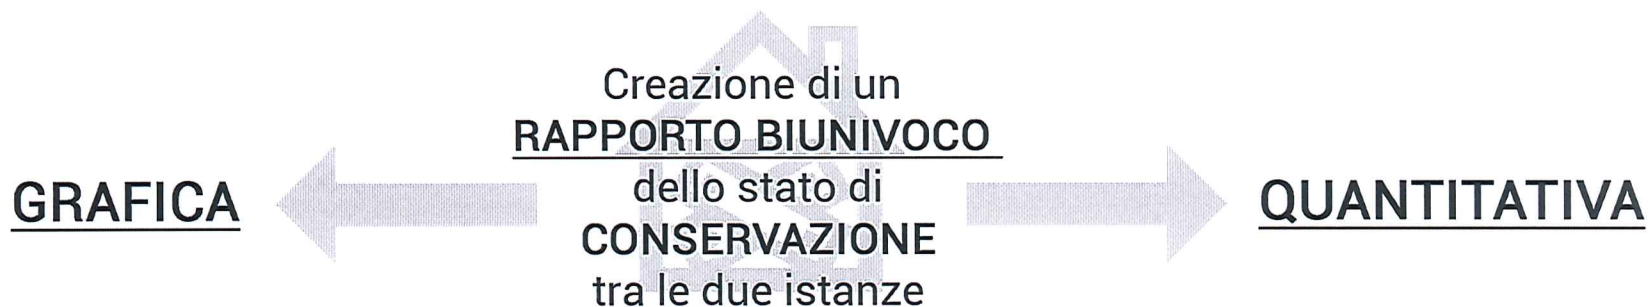 Creazione di un
RAPPORTO BIUNIVOCO
GRAFICA
dello stato di
QUANTITATIVA
CONSERVAZIONE
tra le due istanze